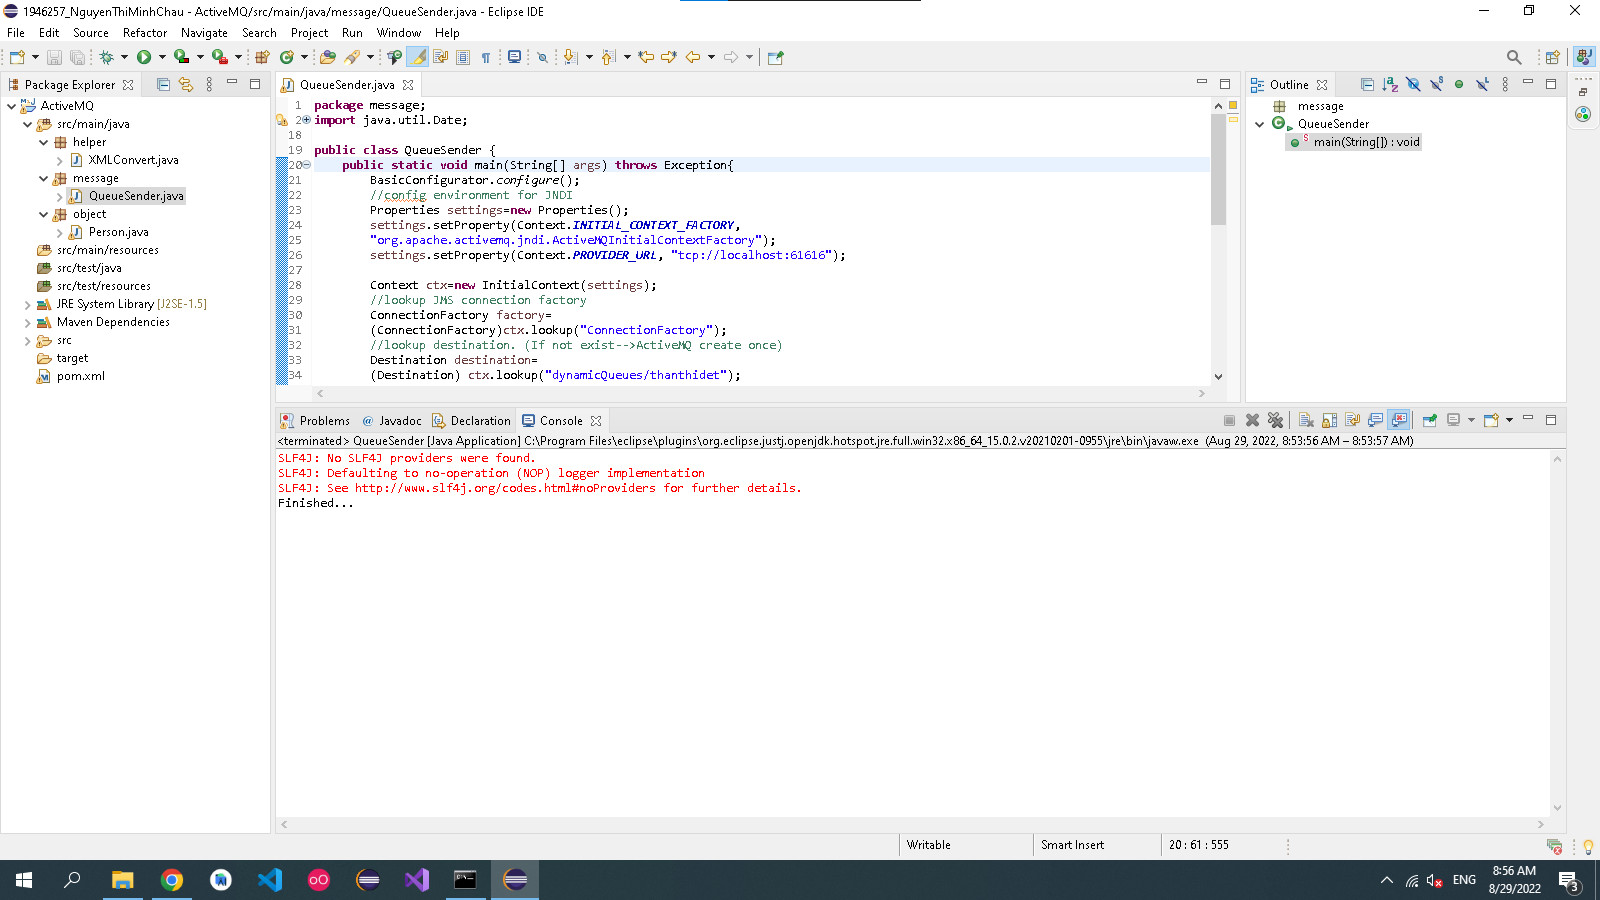 1946257_NguyenThiMinhChau - ActiveMQ/src/main/java/message/QueueSender.java - Eclipse IDE
File Edit Source Refactor Navigate Search Project Run Window Help
Package Explorer
ActiveMQ
src/main/java
helper
XMLConvert.java
message
QueueSender.java
object
Person.java
src/main/resources
src/test/java
src/test/resources
JRE System Library [J2SE-1.5]
Maven Dependencies
src
target
pom.xml
QueueSender.java
1 package message;
2 import java.util.Date;
18
19 public class QueueSender {
20 public static void main(String[] args) throws Exception{
21 BasicConfigurator.configure();
22 //config environment for JNDI
23 Properties settings=new Properties();
24 settings.setProperty(Context.INITIAL_CONTEXT_FACTORY,
25 "org.apache.activemq.jndi.ActiveMQInitialContextFactory");
26 settings.setProperty(Context.PROVIDER_URL, "tcp://localhost:61616");
27
28 Context ctx=new InitialContext(settings);
29 //lookup JMS connection factory
30 ConnectionFactory factory=
31 (ConnectionFactory)ctx.lookup("ConnectionFactory");
32 //lookup destination. (If not exist-->ActiveMQ create once)
33 Destination destination=
34 (Destination) ctx.lookup("dynamicQueues/thanthidet");
Outline
message
QueueSender
main(String[]) : void
Problems Javadoc Declaration Console
<terminated> QueueSender [Java Application] C:\Program Files\eclipse\plugins\org.eclipse.justj.openjdk.hotspot.jre.full.win32.x86_64_15.0.2.v20210201-0955\jre\bin\javaw.exe (Aug 29, 2022, 8:53:56 AM – 8:53:57 AM)
SLF4J: No SLF4J providers were found.
SLF4J: Defaulting to no-operation (NOP) logger implementation
SLF4J: See http://www.slf4j.org/codes.html#noProviders for further details.
Finished...
Writable Smart Insert 20 : 61 : 555
ENG
8:56 AM
8/29/2022
3